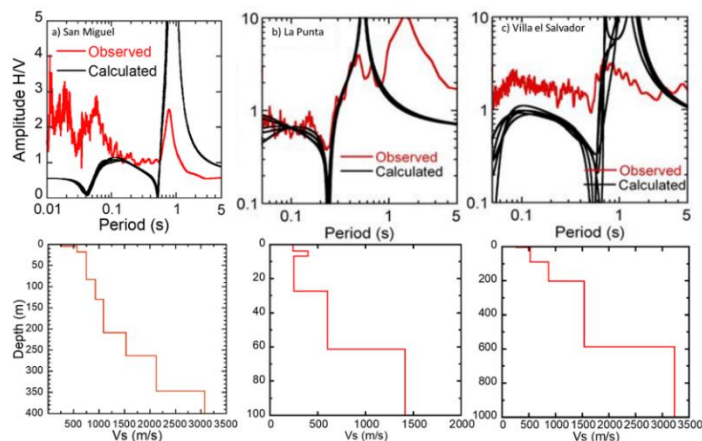 a) San Miguel
Observed
Calculated
Amplitude H/V
5
4
3
2
1
0
0.01
0.1
1
5
Period (s)
b) La Punta
10
1
0.1
Observed
Calculated
0.1
1
5
Period (s)
c) Villa el Salvador
10
1
0.1
Observed
Calculated
0.1
1
5
Period (s)
Depth (m)
0
50
100
150
200
250
300
350
400
0 500 1000 1500 2000 2500 3000 3500
Vs (m/s)
0
20
40
60
80
100
0 500 1000 1500 2000
Vs (m/s)
0
200
400
600
800
1000
0 500 1000 1500 2000 2500 3000 3500
Vs (m/s)